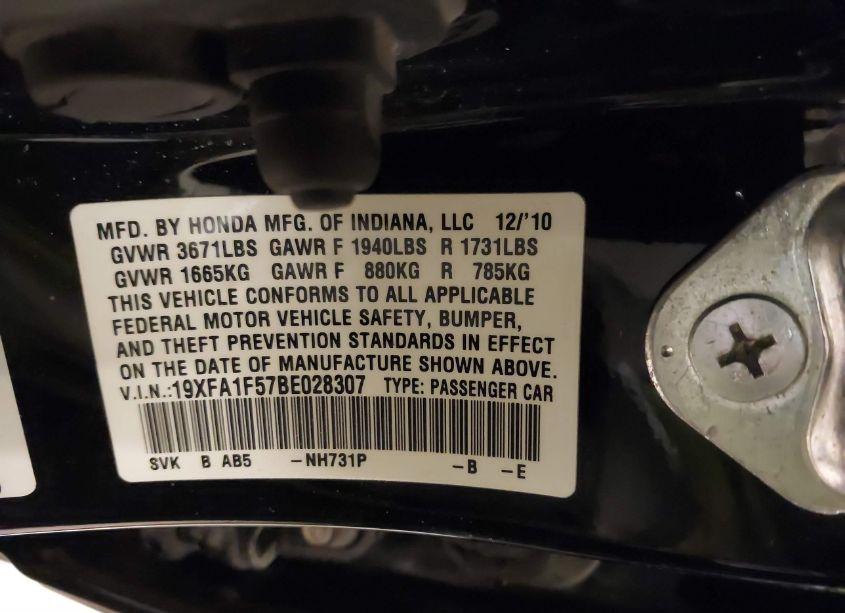 MFD. BY HONDA MFG. OF INDIANA, LLC 12/'10
GVWR 3671LBS GAWR F 1940LBS R 1731LBS
GVWR 1665KG GAWR F 880KG R 785KG
THIS VEHICLE CONFORMS TO ALL APPLICABLE
FEDERAL MOTOR VEHICLE SAFETY, BUMPER,
AND THEFT PREVENTION STANDARDS IN EFFECT
ON THE DATE OF MANUFACTURE SHOWN ABOVE.
V.I.N.:19XFA1F57BE028307 TYPE: PASSENGER CAR
SVK B AB5 -NH731P -B -E